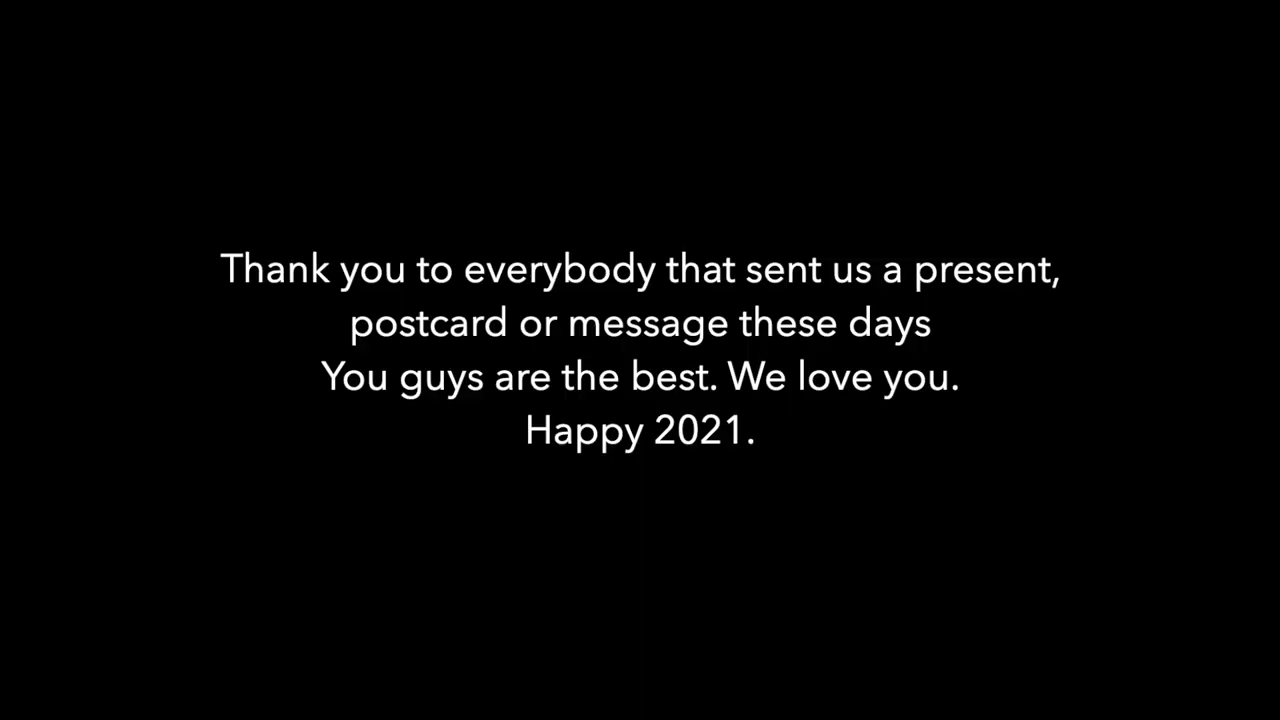 Thank you to everybody that sent us a present,
postcard or message these days
You guys are the best. We love you.
Happy 2021.